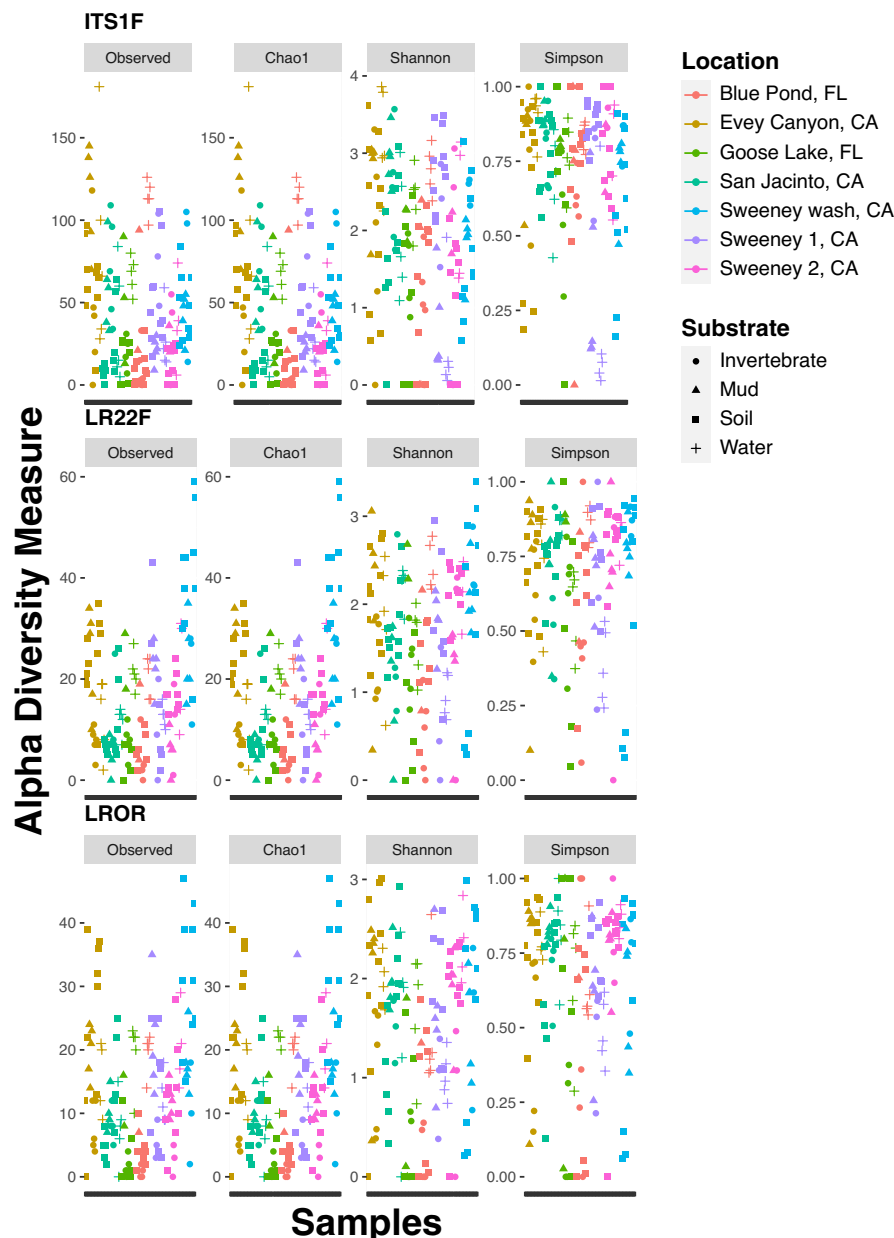 ITS1F
Observed Chao1 Shannon Simpson
150
100
50
0
150
100
50
0
4
3
2
1
0
1.00
0.75
0.50
0.25
0.00
LR22F
Observed Chao1 Shannon Simpson
60
40
20
0
60
40
20
0
3
2
1
0
1.00
0.75
0.50
0.25
0.00
LROR
Observed Chao1 Shannon Simpson
40
30
20
10
0
40
30
20
10
0
3
2
1
0
1.00
0.75
0.50
0.25
0.00
Alpha Diversity Measure
Samples
Location
Blue Pond, FL
Evey Canyon, CA
Goose Lake, FL
San Jacinto, CA
Sweeney wash, CA
Sweeney 1, CA
Sweeney 2, CA
Substrate
Invertebrate
Mud
Soil
Water